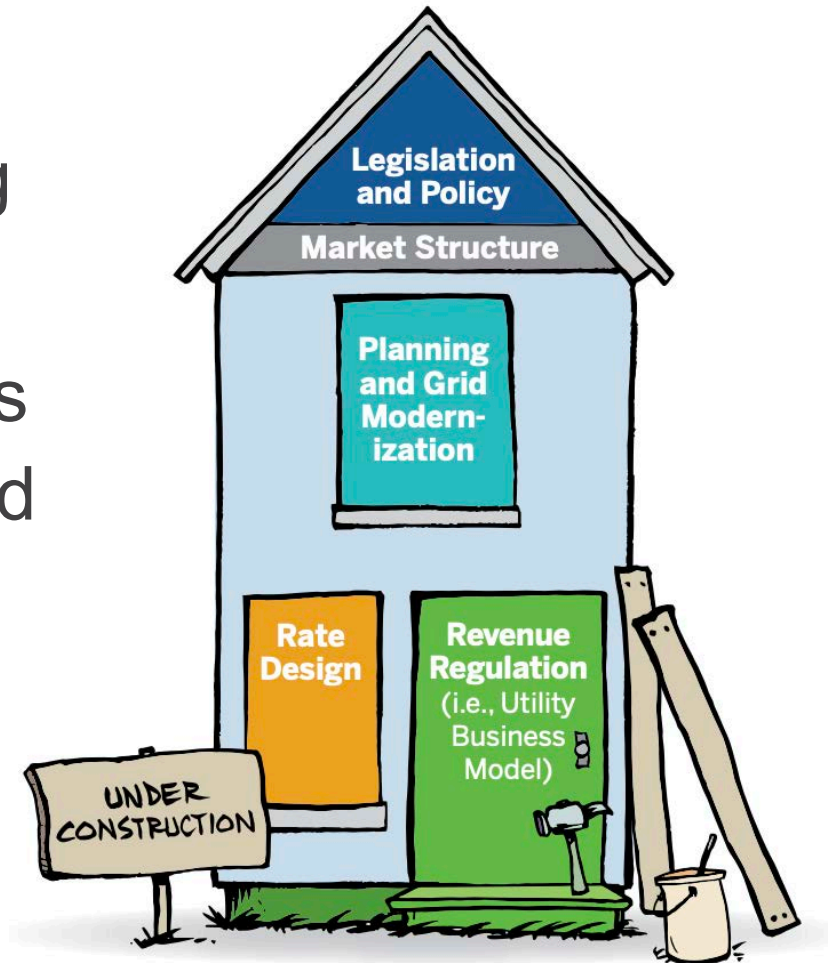 g
s
d
Legislation
and Policy
Market Structure
Planning
and Grid
Modern-
ization
Rate
Design
Revenue
Regulation
(i.e., Utility
Business
Model)
UNDER
CONSTRUCTION